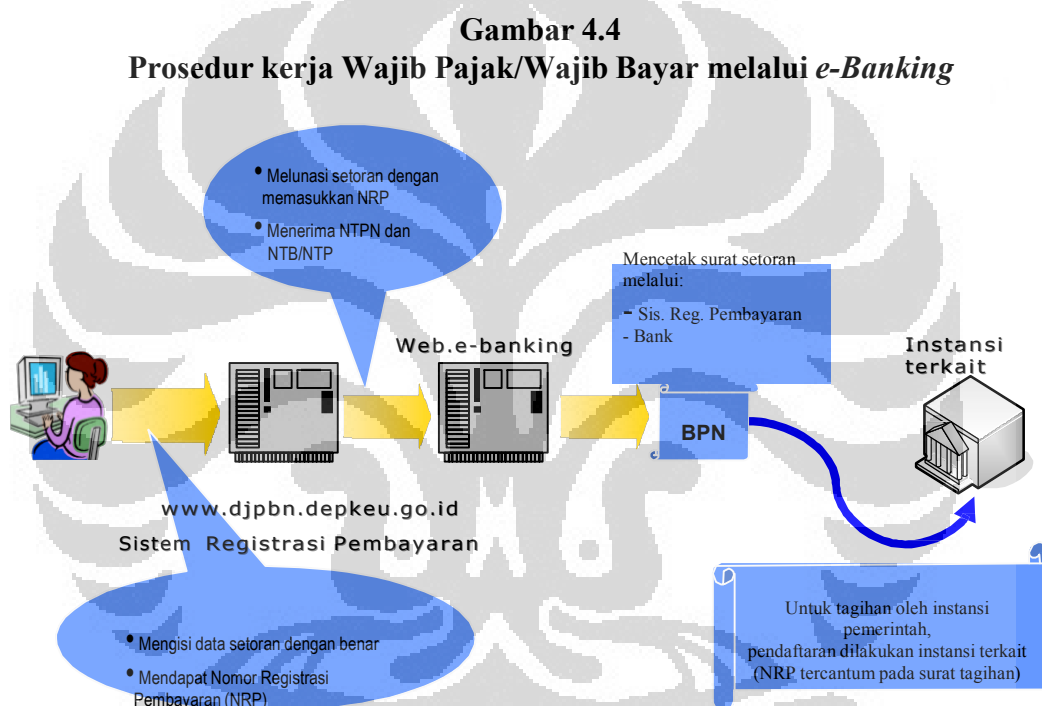 Gambar 4.4
Prosedur kerja Wajib Pajak/Wajib Bayar melalui e-Banking
• Melunasi setoran dengan
memasukkan NRP
• Menerima NTPN dan
NTB/NTP
Mencetak surat setoran
melalui:
- Sis. Reg. Pembayaran
- Bank
Web.e-banking
Instansi
terkait
BPN
www.djpbn.depkeu.go.id
Sistem Registrasi Pembayaran
• Mengisi data setoran dengan benar
• Mendapat Nomor Registrasi
Pembayaran (NRP)
Untuk tagihan oleh instansi
pemerintah,
pendaftaran dilakukan instansi terkait
(NRP tercantum pada surat tagihan)